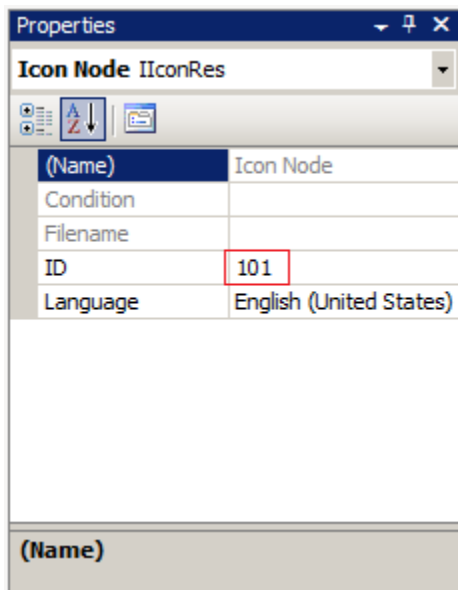 Properties
Icon Node IIconRes
(Name) Icon Node
Condition
Filename
ID 101
Language English (United States)
(Name)